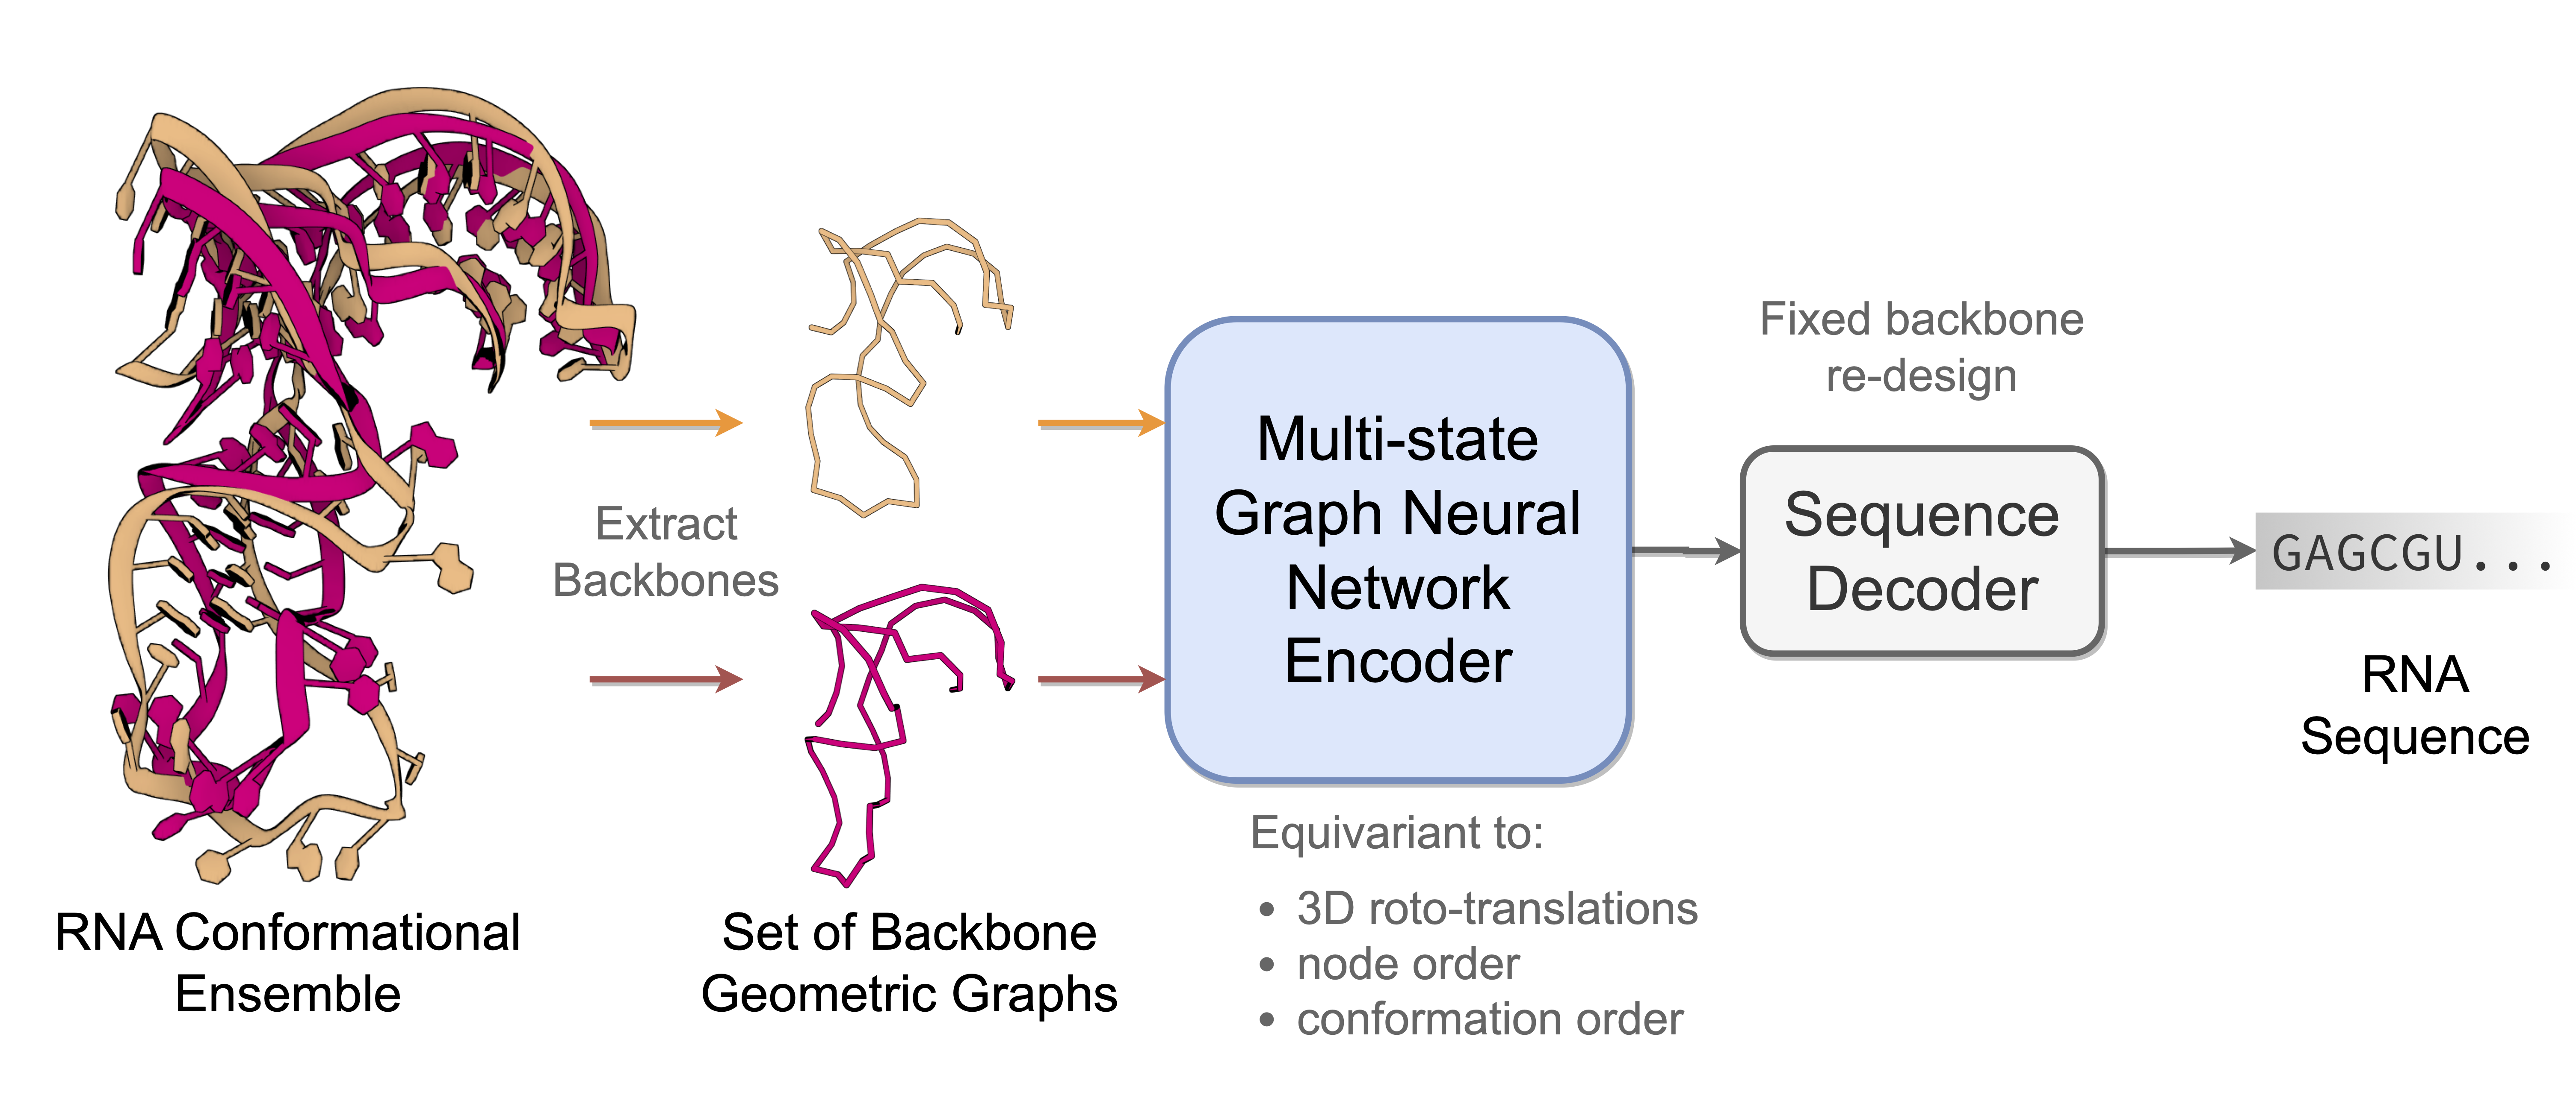 RNA Conformational
Ensemble
Extract
Backbones
Set of Backbone
Geometric Graphs
Multi-state
Graph Neural
Network
Encoder
Equivariant to:
• 3D roto-translations
• node order
• conformation order
Fixed backbone
re-design
Sequence
Decoder
GAGCGU...
RNA
Sequence